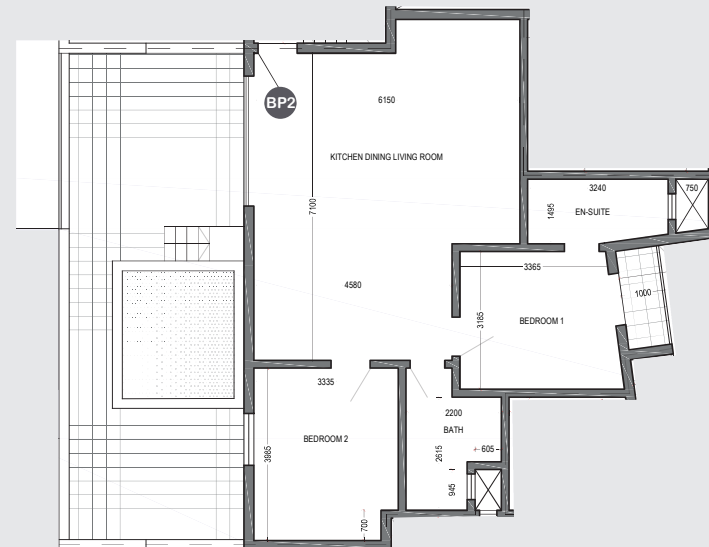 BP2
6150
KITCHEN DINING LIVING ROOM
7100
3240
750
1495
EN-SUITE
3365
1000
4580
3185
BEDROOM 1
3335
2200
BATH
BEDROOM 2
3985
2615
605
945
700